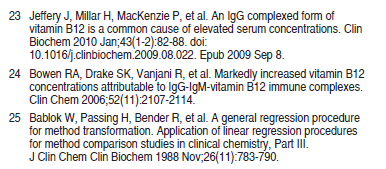 23 Jeffery J, Millar H, MacKenzie P, et al. An IgG complexed form of
vitamin B12 is a common cause of elevated serum concentrations. Clin
Biochem 2010 Jan;43(1-2):82-88. doi:
10.1016/j.clinbiochem.2009.08.022. Epub 2009 Sep 8.
24 Bowen RA, Drake SK, Vanjani R, et al. Markedly increased vitamin B12
concentrations attributable to IgG-IgM-vitamin B12 immune complexes.
Clin Chem 2006;52(11):2107-2114.
25 Bablok W, Passing H, Bender R, et al. A general regression procedure
for method transformation. Application of linear regression procedures
for method comparison studies in clinical chemistry, Part III.
J Clin Chem Clin Biochem 1988 Nov;26(11):783-790.